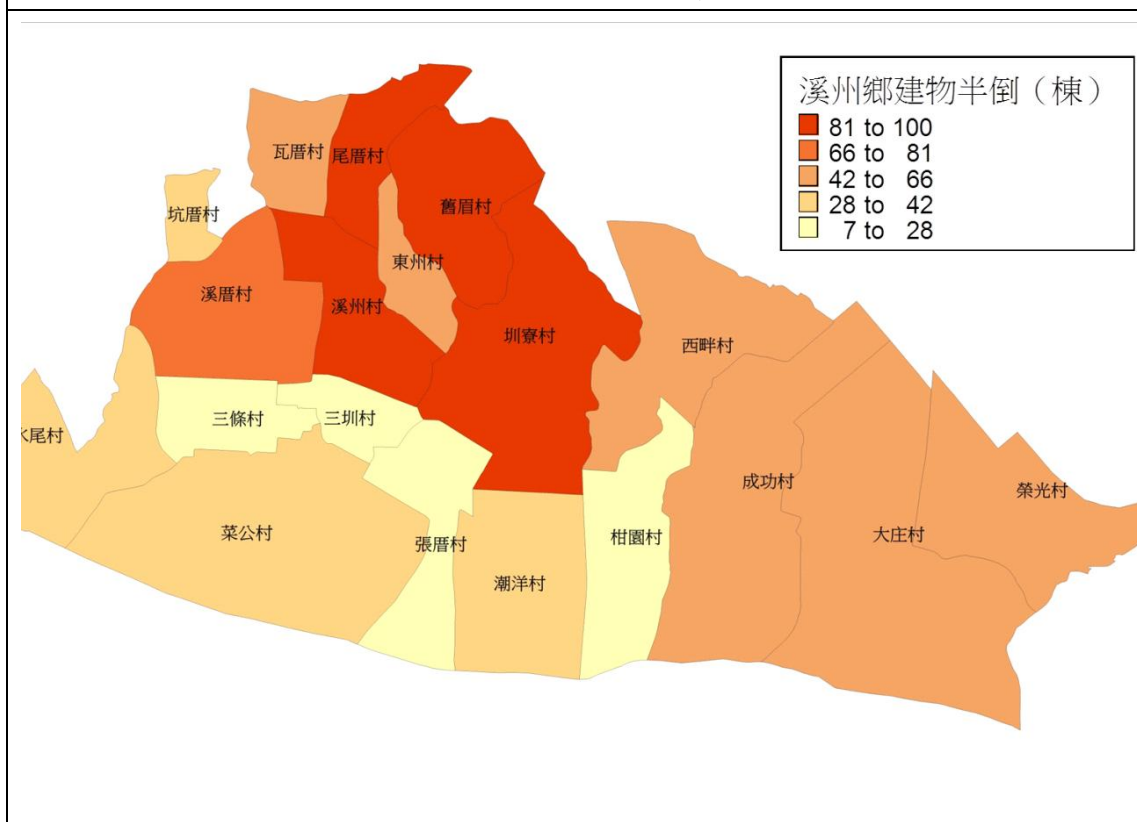 溪州鄉建物半倒（棟）
81 to 100
66 to 81
42 to 66
28 to 42
7 to 28
瓦厝村
尾厝村
舊眉村
坑厝村
東州村
溪厝村
溪州村
圳寮村
西畔村
三條村
三圳村
水尾村
成功村
榮光村
菜公村
張厝村
柑園村
大庄村
潮洋村